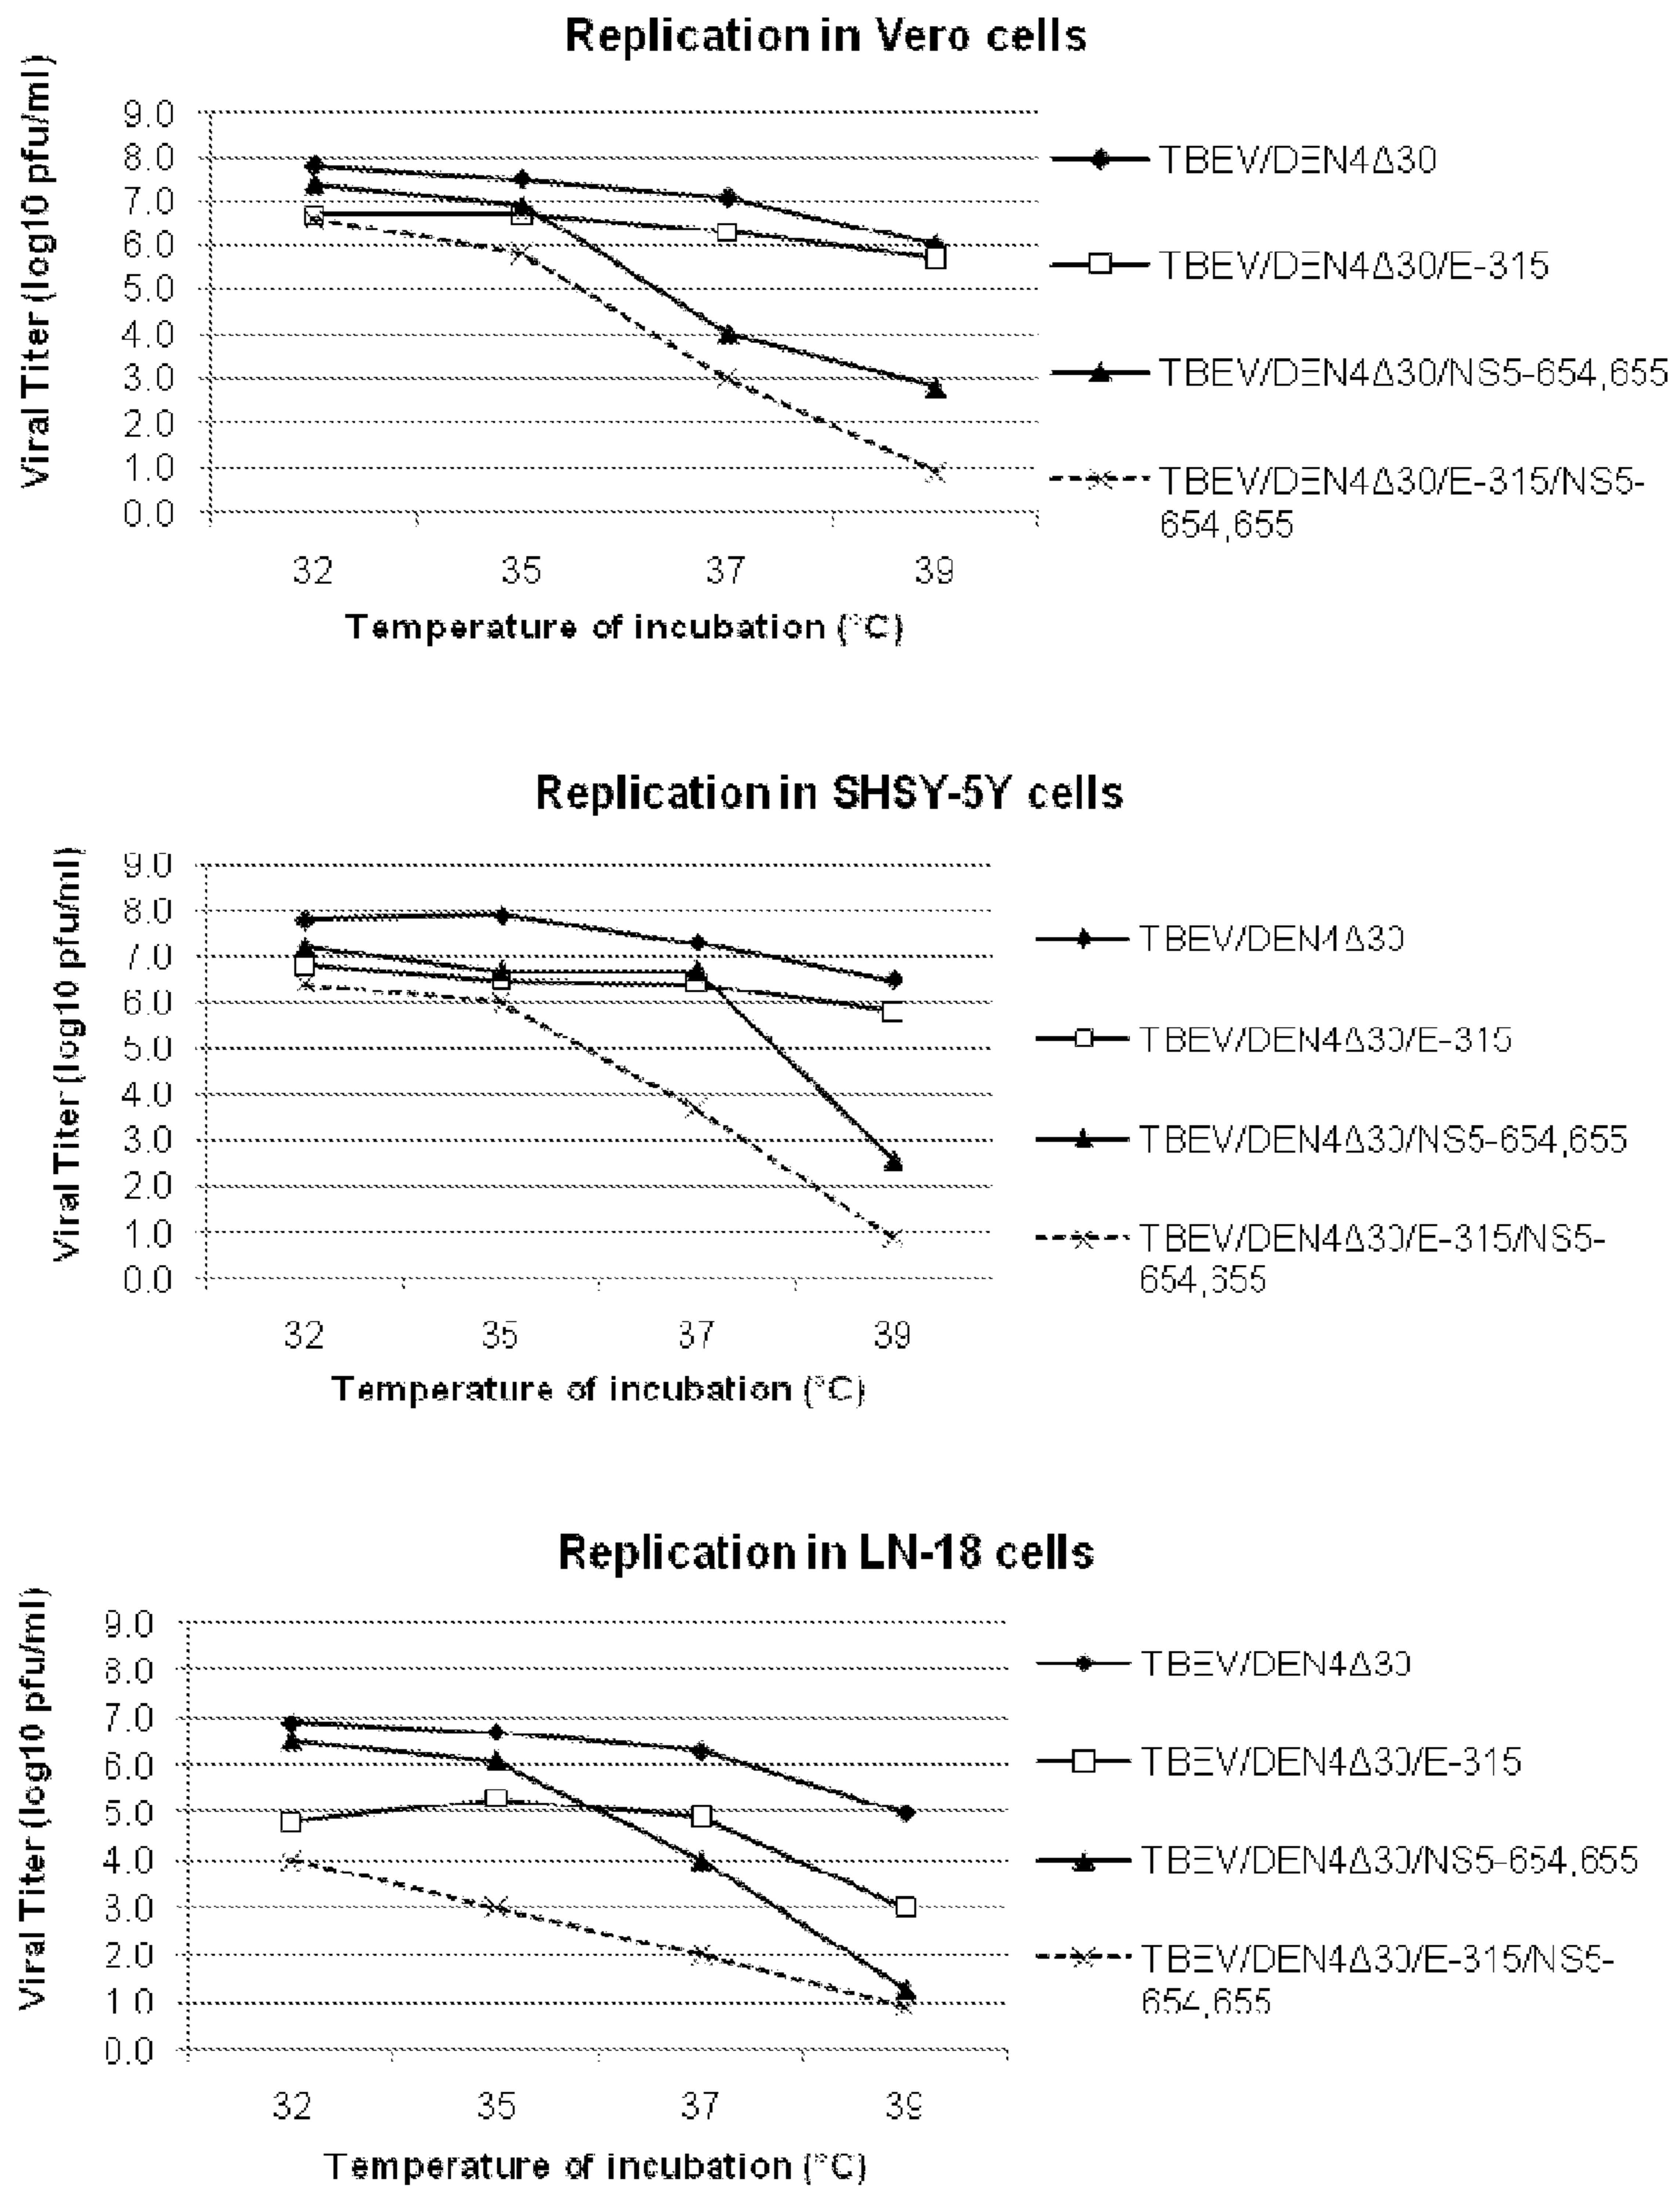 Replication in Vero cells
Viral Titer (log10 pfu/ml)
9.0
8.0
7.0
6.0
5.0
4.0
3.0
2.0
1.0
0.0
32 35 37 39
Temperature of incubation (°C)
TBEV/DEN4Δ30
TBEV/DEN4Δ30/E-315
TBEV/DEN4Δ30/NS5-654,655
TBEV/DEN4Δ30/E-315/NS5-
654,655
Replication in SHSY-5Y cells
Viral Titer (log10 pfu/ml)
9.0
8.0
7.0
6.0
5.0
4.0
3.0
2.0
1.0
0.0
32 35 37 39
Temperature of incubation (°C)
TBEV/DEN4Δ30
TBEV/DEN4Δ30/E-315
TBEV/DEN4Δ30/NS5-654,655
TBEV/DEN4Δ30/E-315/NS5-
654,655
Replication in LN-18 cells
Viral Titer (log10 pfu/ml)
9.0
8.0
7.0
6.0
5.0
4.0
3.0
2.0
1.0
0.0
32 35 37 39
Temperature of incubation (°C)
TBEV/DEN4Δ30
TBEV/DEN4Δ30/E-315
TBEV/DEN4Δ30/NS5-654,655
TBEV/DEN4Δ30/E-315/NS5-
654,655